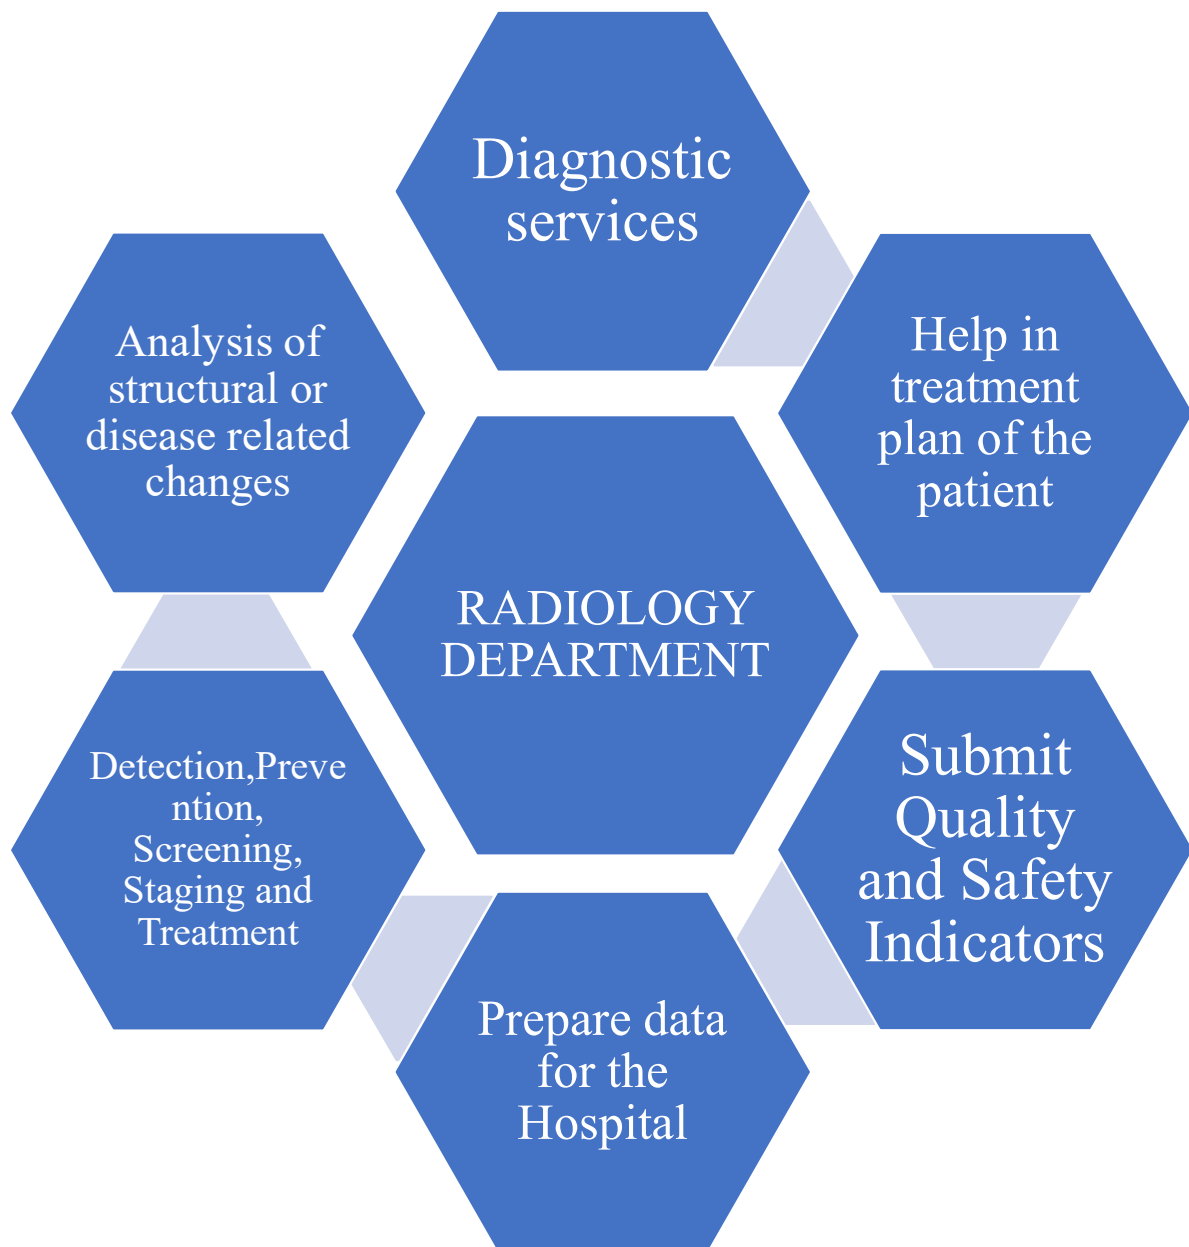 Diagnostic
services
Help in
treatment
plan of the
patient
Submit
Quality
and Safety
Indicators
Prepare data
for the
Hospital
Detection,Preve
ntion,
Screening,
Staging and
Treatment
Analysis of
structural or
disease related
changes
RADIOLOGY
DEPARTMENT